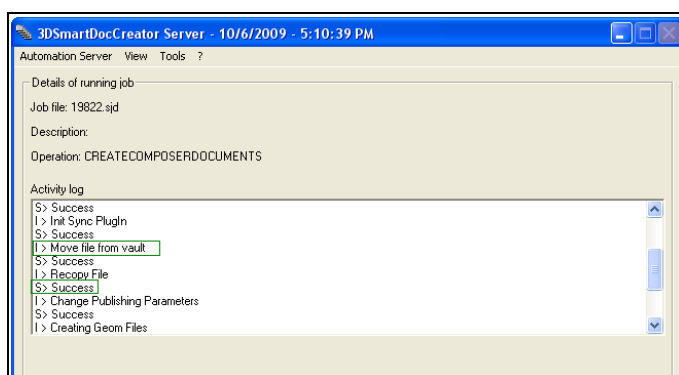 3DSmartDocCreator Server - 10/6/2009 - 5:10:39 PM
Automation Server View Tools ?
Details of running job
Job file: 19822.sjd
Description:
Operation: CREATECOMPOSERDOCUMENTS
Activity log
S> Success
I > Init Sync PlugIn
S> Success
I > Move file from vault
S> Success
I > Recopy File
S> Success
I > Change Publishing Parameters
S> Success
I > Creating Geom Files